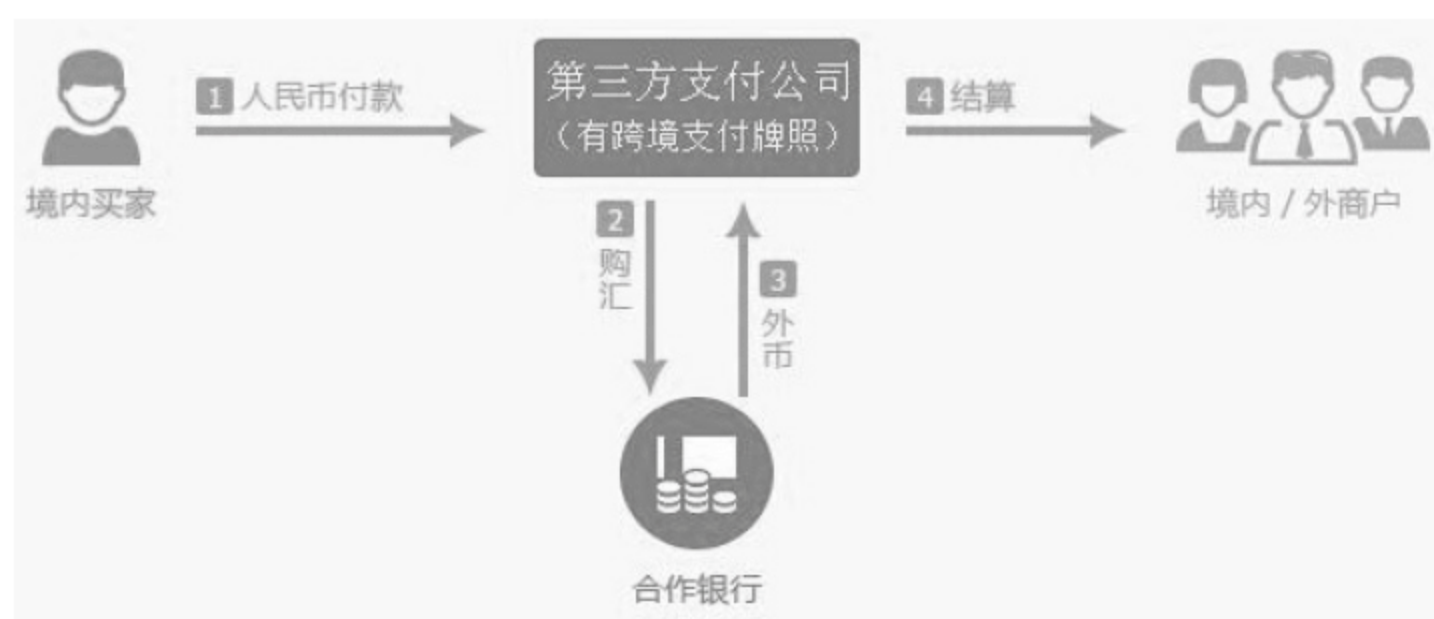 1 人民币付款
第三方支付公司
（有跨境支付牌照）
4 结算
境内买家
境内 / 外商户
2 购汇
3 外币
合作银行